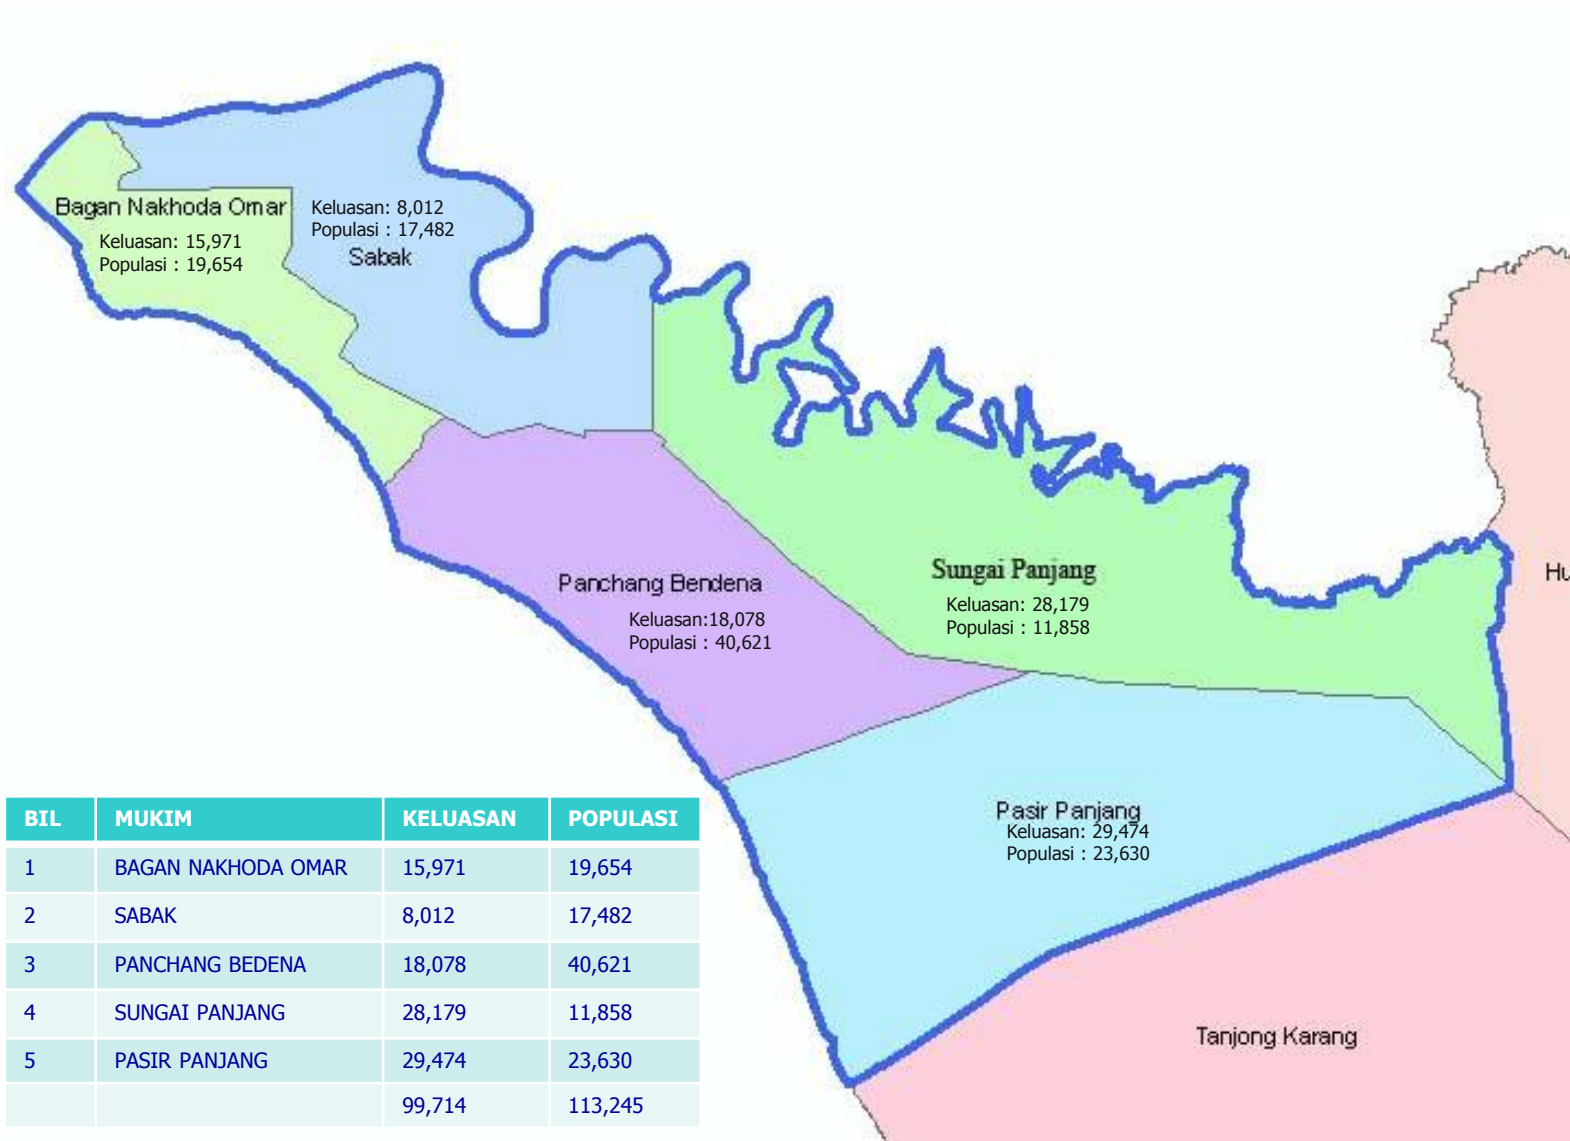 Bagan Nakhoda Omar
Keluasan: 15,971
Populasi : 19,654
Keluasan: 8,012
Populasi : 17,482
Sabak
Panchang Bendena
Keluasan:18,078
Populasi : 40,621
Sungai Panjang
Keluasan: 28,179
Populasi : 11,858
Hu
Pasir Panjang
Keluasan: 29,474
Populasi : 23,630
Tanjong Karang
BIL MUKIM KELUASAN POPULASI
1 BAGAN NAKHODA OMAR 15,971 19,654
2 SABAK 8,012 17,482
3 PANCHANG BEDENA 18,078 40,621
4 SUNGAI PANJANG 28,179 11,858
5 PASIR PANJANG 29,474 23,630
99,714 113,245